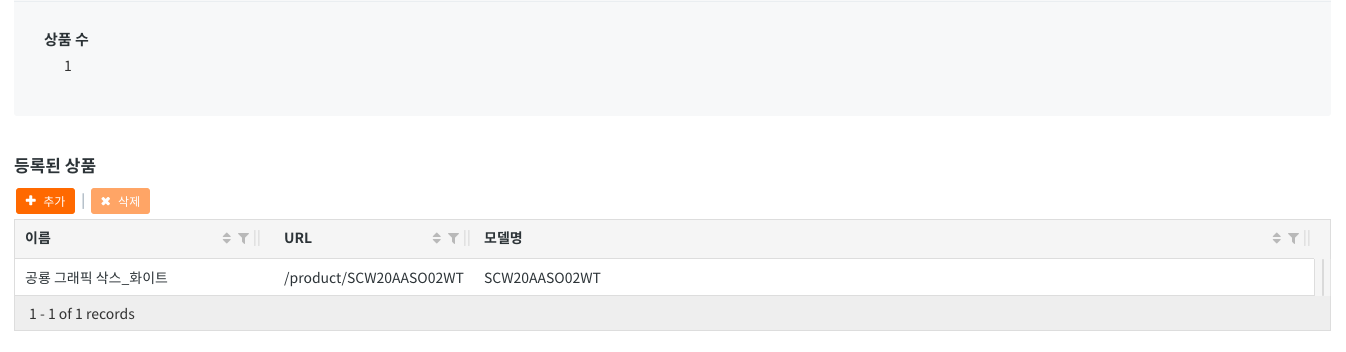 상품 수
1
등록된 상품
추가 | 삭제
이름 URL 모델명
공룡 그래픽 삭스_화이트 /product/SCW20AASO02WT SCW20AASO02WT
1 - 1 of 1 records